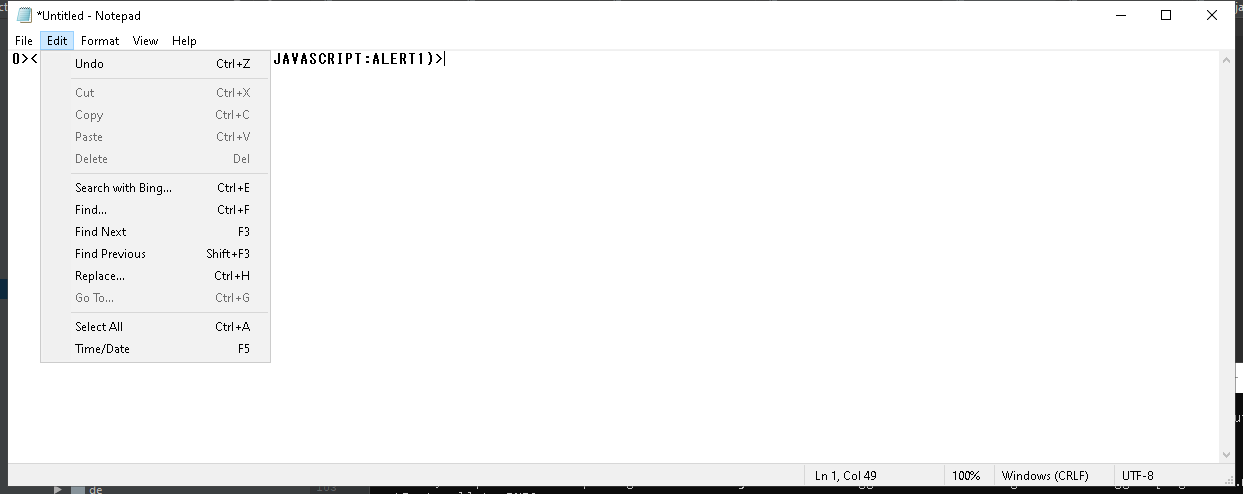 *Untitled - Notepad
File Edit Format View Help
0>< JAVASCRIPT:ALERT1)>
Undo Ctrl+Z
Cut Ctrl+X
Copy Ctrl+C
Paste Ctrl+V
Delete Del
Search with Bing... Ctrl+E
Find... Ctrl+F
Find Next F3
Find Previous Shift+F3
Replace... Ctrl+H
Go To... Ctrl+G
Select All Ctrl+A
Time/Date F5
Ln 1, Col 49 100% Windows (CRLF) UTF-8
de